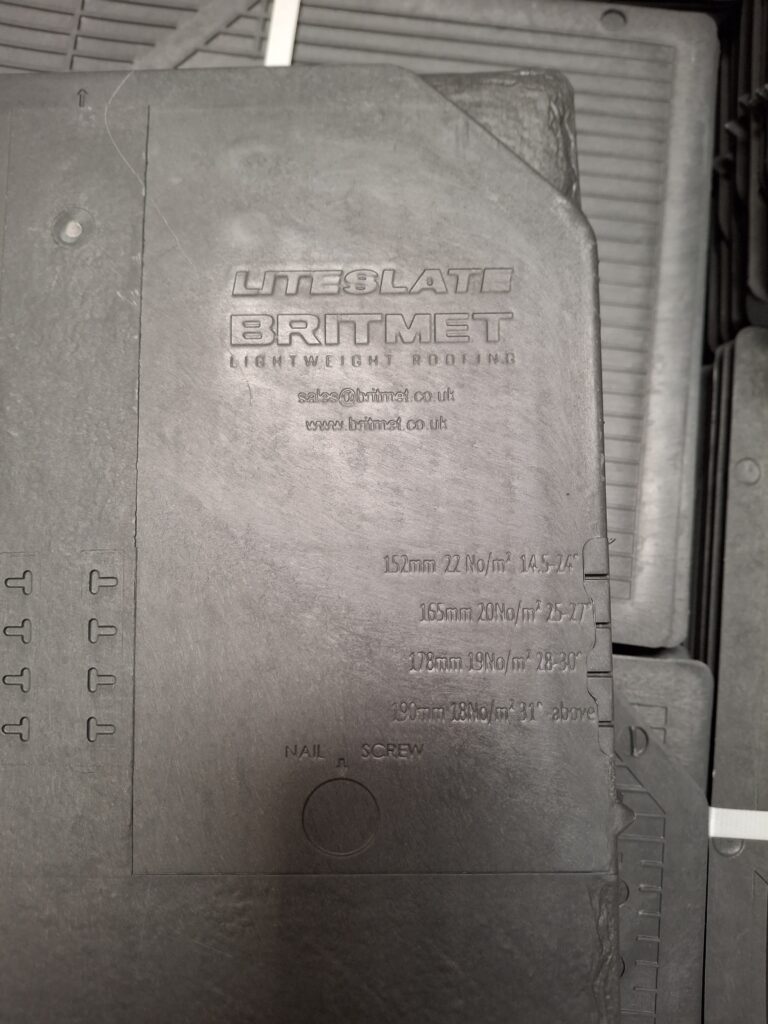 LITESLATE
BRITMET
LIGHTWEIGHT ROOFING
sales@britmet.co.uk
www.britmet.co.uk
152mm 22 No/m² 14.5-24°
165mm 20No/m² 25-27°
178mm 19No/m² 28-30°
190mm 18No/m² 31° above
NAIL SCREW
D